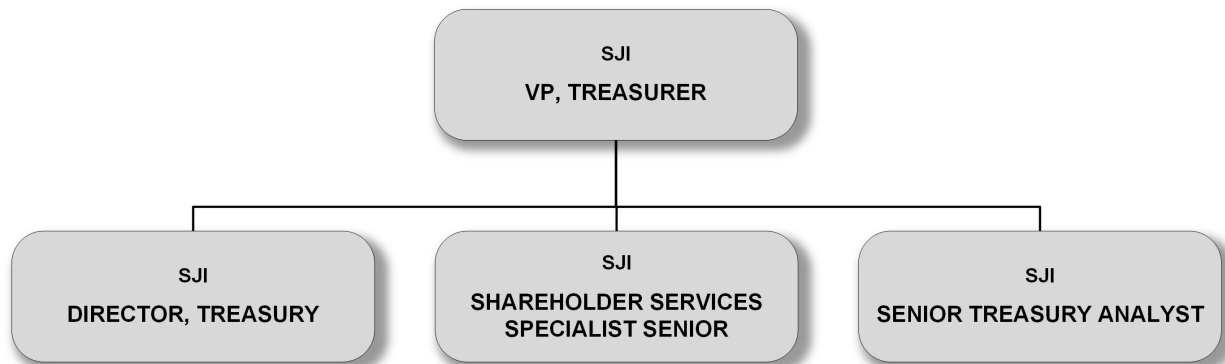 SJI
VP, TREASURER
SJI
DIRECTOR, TREASURY
SJI
SHAREHOLDER SERVICES
SPECIALIST SENIOR
SJI
SENIOR TREASURY ANALYST